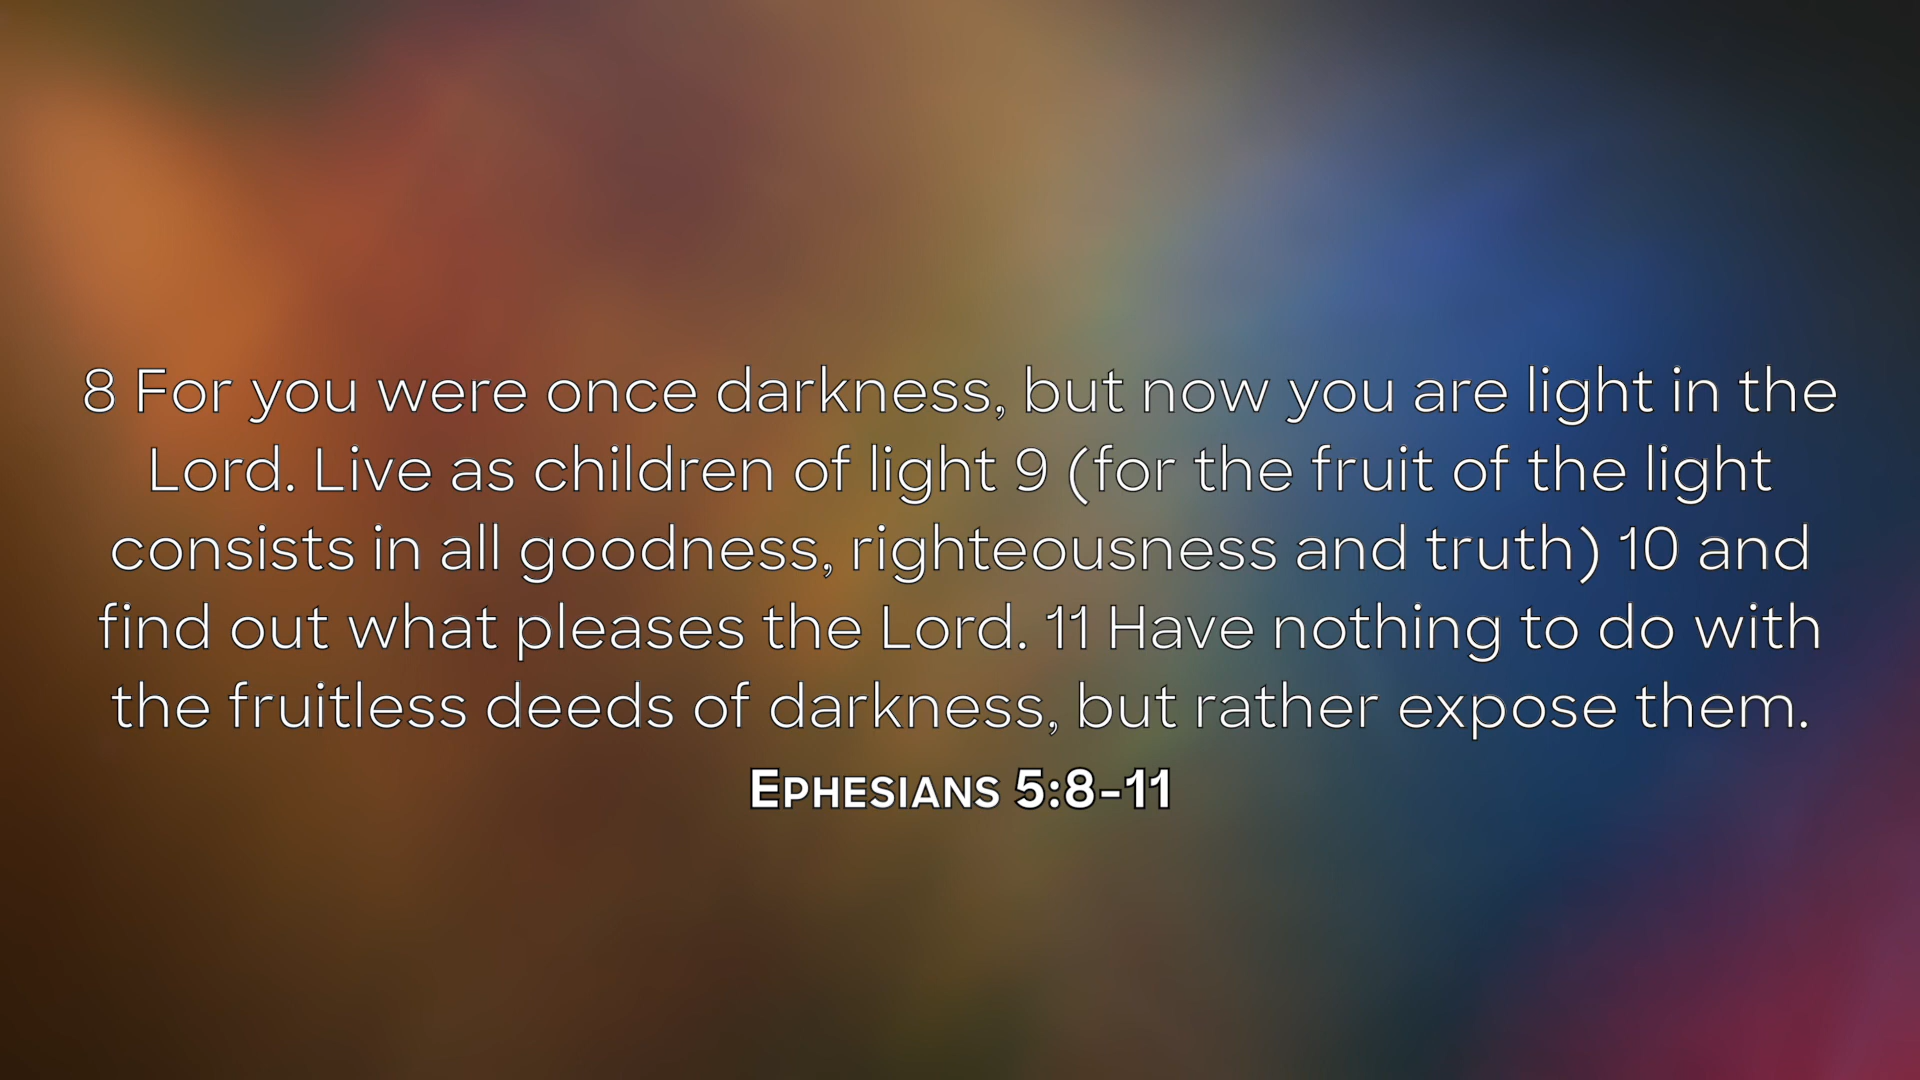 8 For you were once darkness, but now you are light in the
Lord. Live as children of light 9 (for the fruit of the light
consists in all goodness, righteousness and truth) 10 and
find out what pleases the Lord. 11 Have nothing to do with
the fruitless deeds of darkness, but rather expose them.
EPHESIANS 5:8–11